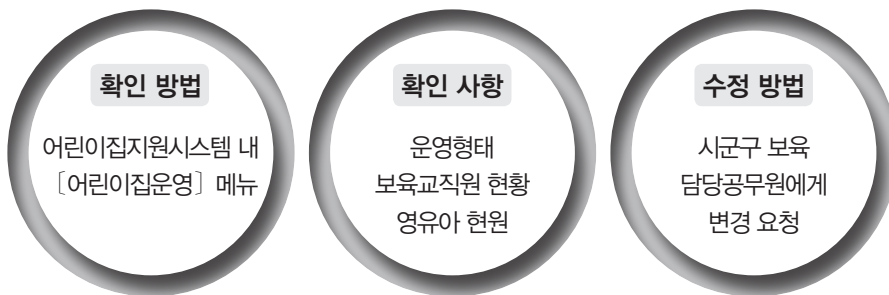 확인 방법
어린이집지원시스템 내
[어린이집운영] 메뉴
확인 사항
운영형태
보육교직원 현황
영유아 현원
수정 방법
시군구 보육
담당공무원에게
변경 요청